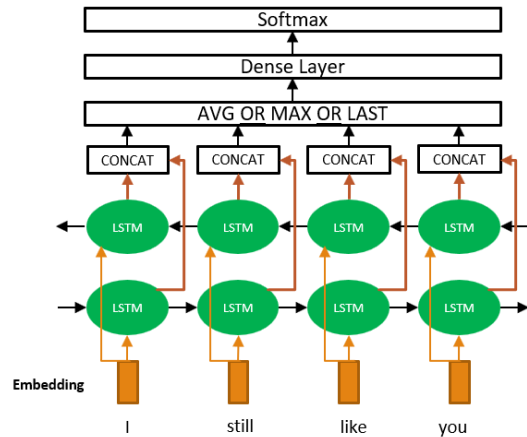 Softmax
Dense Layer
AVG OR MAX OR LAST
CONCAT CONCAT CONCAT CONCAT
LSTM LSTM LSTM LSTM
LSTM LSTM LSTM LSTM
Embedding
I still like you